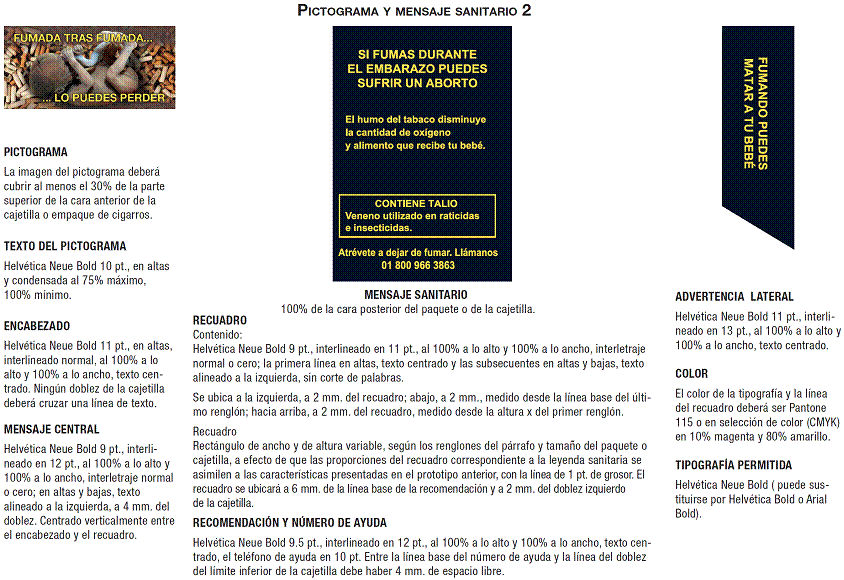 PICTOGRAMA Y MENSAJE SANITARIO 2
FUMADA TRAS FUMADA...
... LO PUEDES PERDER
PICTOGRAMA
La imagen del pictograma deberá
cubrir al menos el 30% de la parte
superior de la cara anterior de la
cajetilla o empaque de cigarros.
TEXTO DEL PICTOGRAMA
Helvética Neue Bold 10 pt., en altas
y condensada al 75% máximo,
100% mínimo.
ENCABEZADO
Helvética Neue Bold 11 pt., en altas,
interlineado normal, al 100% a lo
alto y 100% a lo ancho, texto cen-
trado. Ningún doblez de la cajetilla
deberá cruzar una línea de texto.
MENSAJE CENTRAL
Helvética Neue Bold 9 pt., interli-
neado en 12 pt., al 100% a lo alto y
100% a lo ancho, interletraje normal
o cero; en altas y bajas, texto
alineado a la izquierda, a 4 mm. del
doblez. Centrado verticalmente entre
el encabezado y el recuadro.
SI FUMAS DURANTE
EL EMBARAZO PUEDES
SUFRIR UN ABORTO
El humo del tabaco disminuye
la cantidad de oxígeno
y alimento que recibe tu bebé.
CONTIENE TALIO
Veneno utilizado en raticidas
e insecticidas.
Atrévete a dejar de fumar. Llámanos
01 800 966 3863
MENSAJE SANITARIO
100% de la cara posterior del paquete o de la cajetilla.
RECUADRO
Contenido:
Helvética Neue Bold 9 pt., interlineado en 11 pt., al 100% a lo alto y 100% a lo ancho, interletraje
normal o cero; la primera línea en altas, texto centrado y las subsecuentes en altas y bajas, texto
alineado a la izquierda, sin corte de palabras.
Se ubica a la izquierda, a 2 mm. del recuadro; abajo, a 2 mm., medido desde la línea base del últi-
mo renglón; hacia arriba, a 2 mm. del recuadro, medido desde la altura x del primer renglón.
Recuadro
Rectángulo de ancho y de altura variable, según los renglones del párrafo y tamaño del paquete o
cajetilla, a efecto de que las proporciones del recuadro correspondiente a la leyenda sanitaria se
asimilen a las características presentadas en el prototipo anterior, con la línea de 1 pt. de grosor. El
recuadro se ubicará a 6 mm. de la línea base de la recomendación y a 2 mm. del doblez izquierdo
de la cajetilla.
RECOMENDACIÓN Y NÚMERO DE AYUDA
Helvética Neue Bold 9.5 pt., interlineado en 12 pt., al 100% a lo alto y 100% a lo ancho, texto cen-
trado, el teléfono de ayuda en 10 pt. Entre la línea base del número de ayuda y la línea del doblez
del límite inferior de la cajetilla debe haber 4 mm. de espacio libre.
FUMANDO PUEDES
MATAR A TU BEBÉ
ADVERTENCIA LATERAL
Helvética Neue Bold 11 pt., interli-
neado en 13 pt., al 100% a lo alto y
100% a lo ancho, texto centrado.
COLOR
El color de la tipografía y la línea
del recuadro deberá ser Pantone
115 o en selección de color (CMYK)
en 10% magenta y 80% amarillo.
TIPOGRAFÍA PERMITIDA
Helvética Neue Bold ( puede sus-
tituirse por Helvética Bold o Arial
Bold).